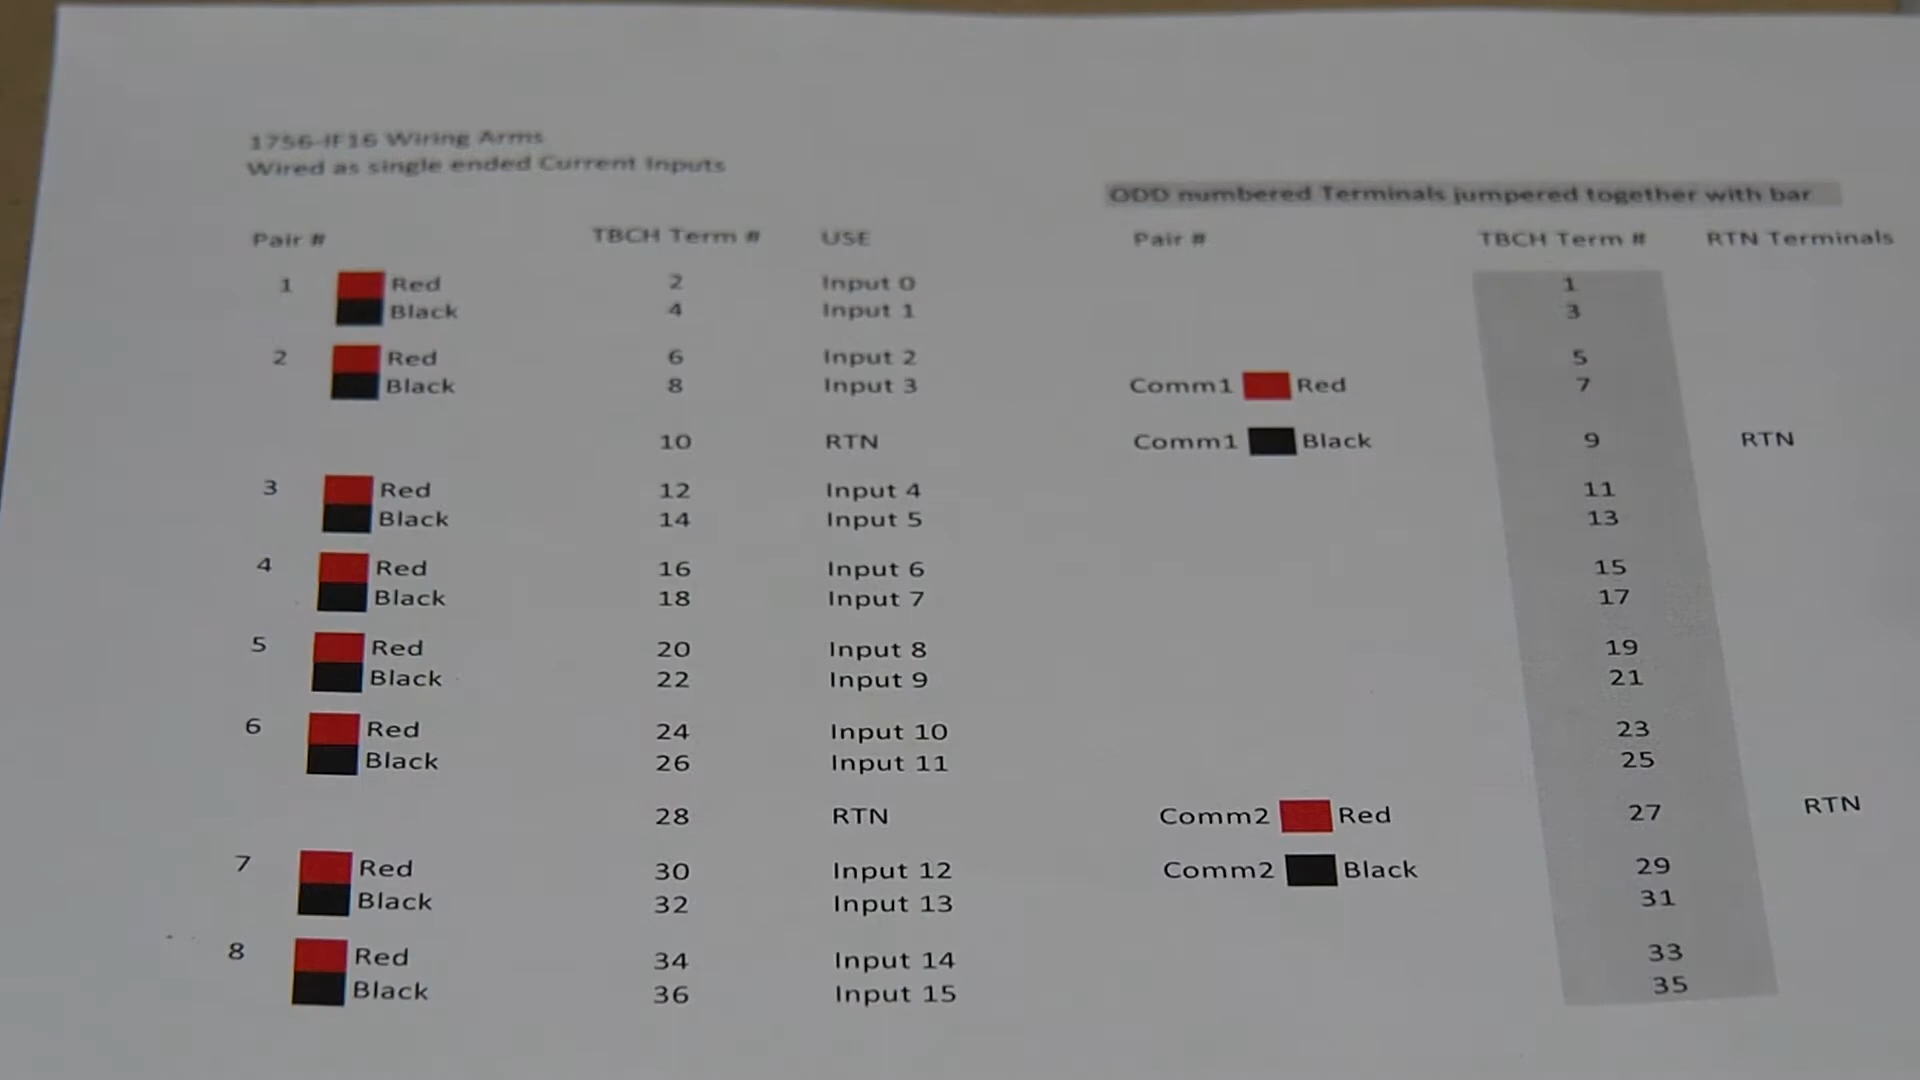 1756-IF16 Wiring Arms
Wired as single ended Current Inputs
ODD numbered Terminals jumpered together with bar
Pair # TBCH Term # USE Pair # TBCH Term # RTN Terminals
1 Red 2 Input 0 1
Black 4 Input 1 3
2 Red 6 Input 2 5
Black 8 Input 3 Comm1 Red 7
10 RTN Comm1 Black 9 RTN
3 Red 12 Input 4 11
Black 14 Input 5 13
4 Red 16 Input 6 15
Black 18 Input 7 17
5 Red 20 Input 8 19
Black 22 Input 9 21
6 Red 24 Input 10 23
Black 26 Input 11 25
28 RTN Comm2 Red 27 RTN
7 Red 30 Input 12 Comm2 Black 29
Black 32 Input 13 31
8 Red 34 Input 14 33
Black 36 Input 15 35